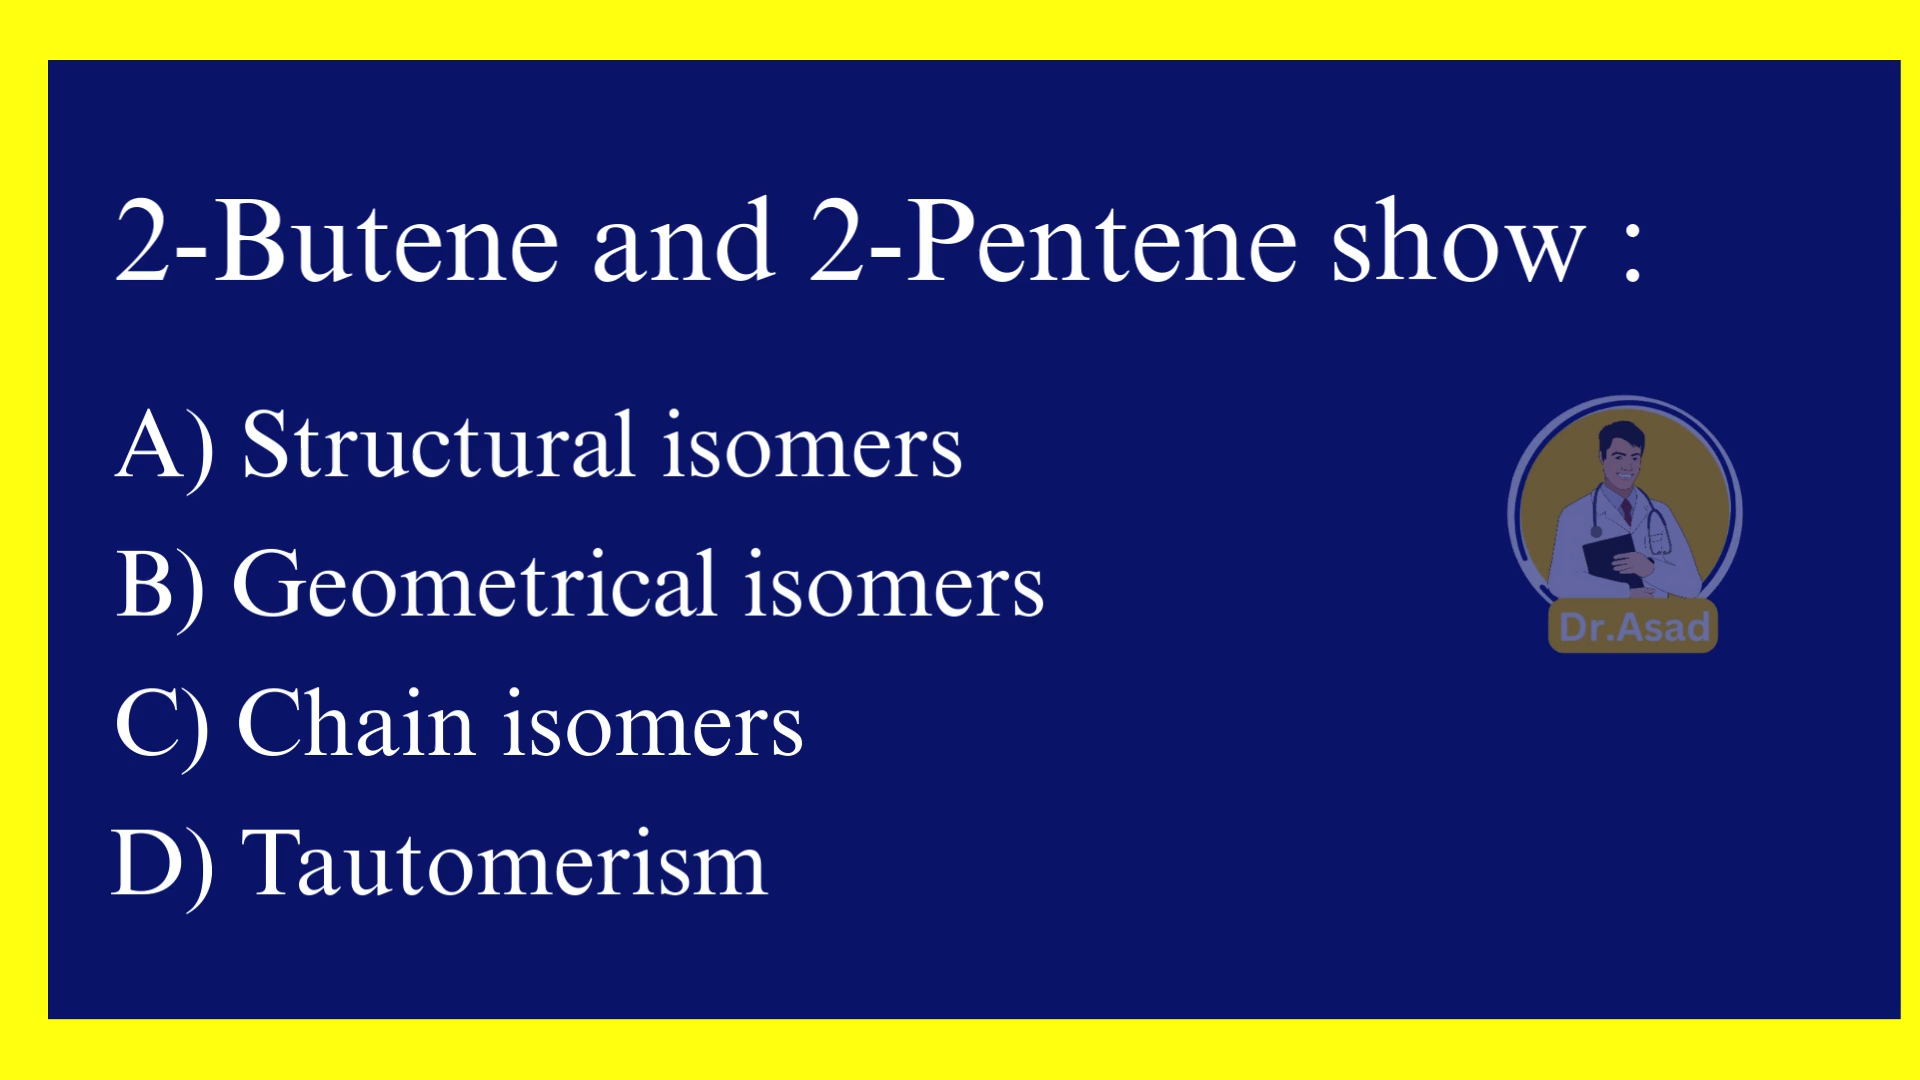 2-Butene and 2-Pentene show :
A) Structural isomers
B) Geometrical isomers
C) Chain isomers
D) Tautomerism
Dr.Asad